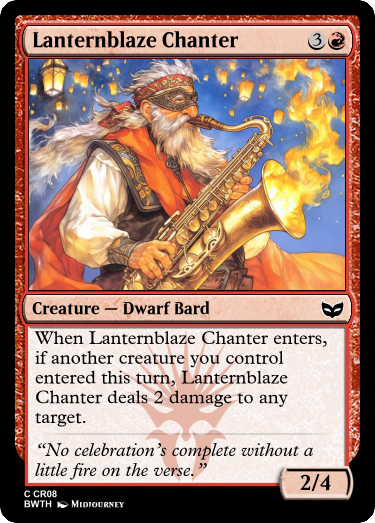 Lanternblaze Chanter 3
Creature — Dwarf Bard
When Lanternblaze Chanter enters,
if another creature you control
entered this turn, Lanternblaze
Chanter deals 2 damage to any
target.
“No celebration’s complete without a
little fire on the verse.”
2/4
C CR08
BWTH Midjourney